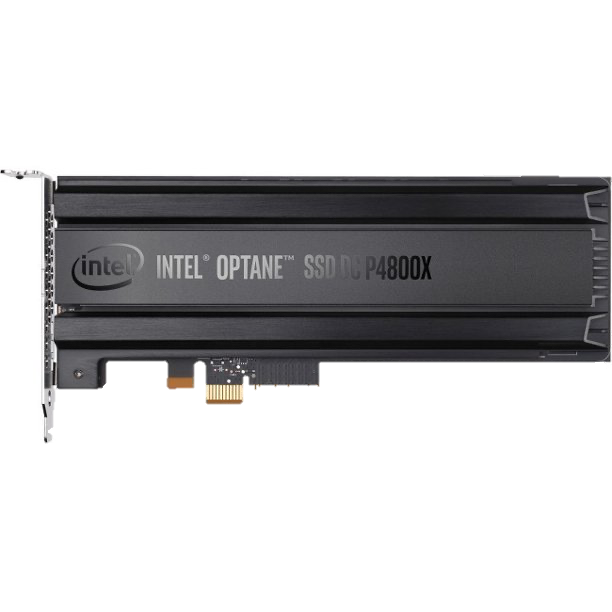 intel INTEL® OPTANE™ SSD DC P4800X